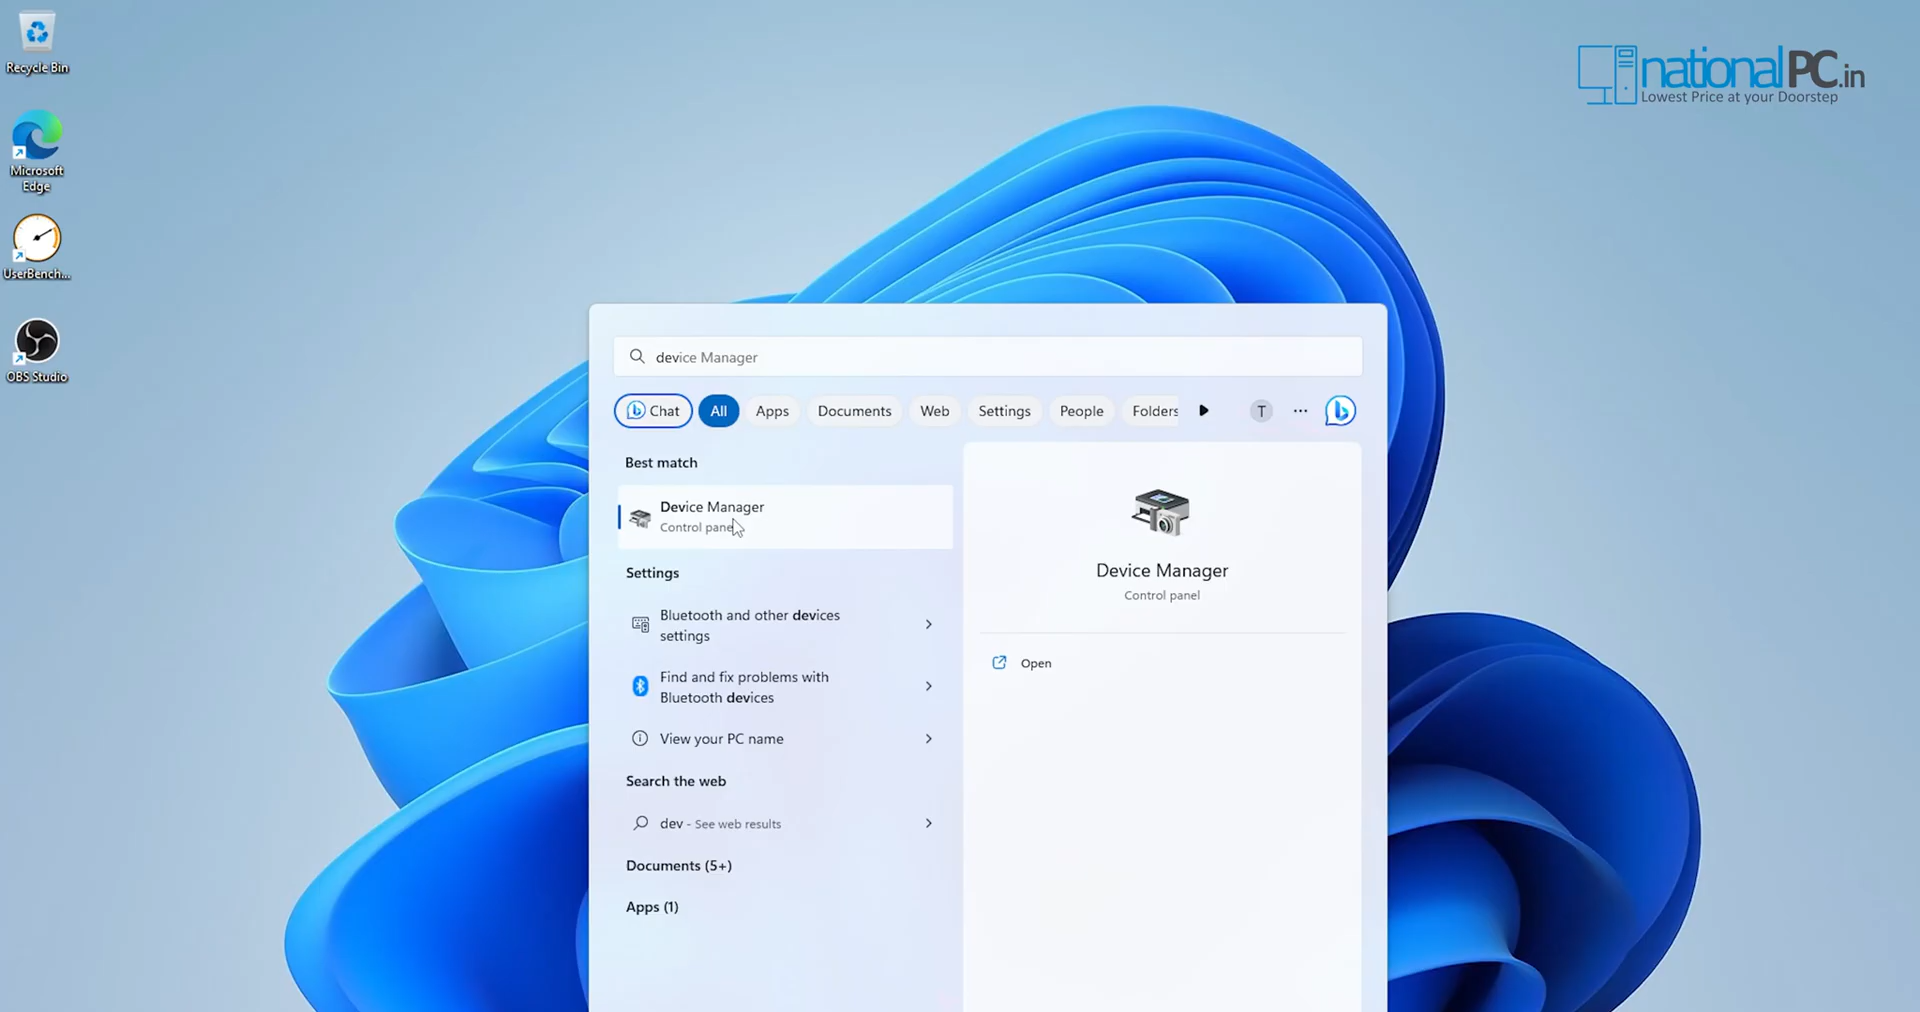 Recycle Bin
Microsoft
Edge
UserBench...
OBS Studio
nationalPC.in
Lowest Price at your Doorstep
device Manager
Chat
All
Apps
Documents
Web
Settings
People
Folders
T
Best match
Device Manager
Control panel
Settings
Bluetooth and other devices
settings
Find and fix problems with
Bluetooth devices
View your PC name
Search the web
dev - See web results
Documents (5+)
Apps (1)
Device Manager
Control panel
Open